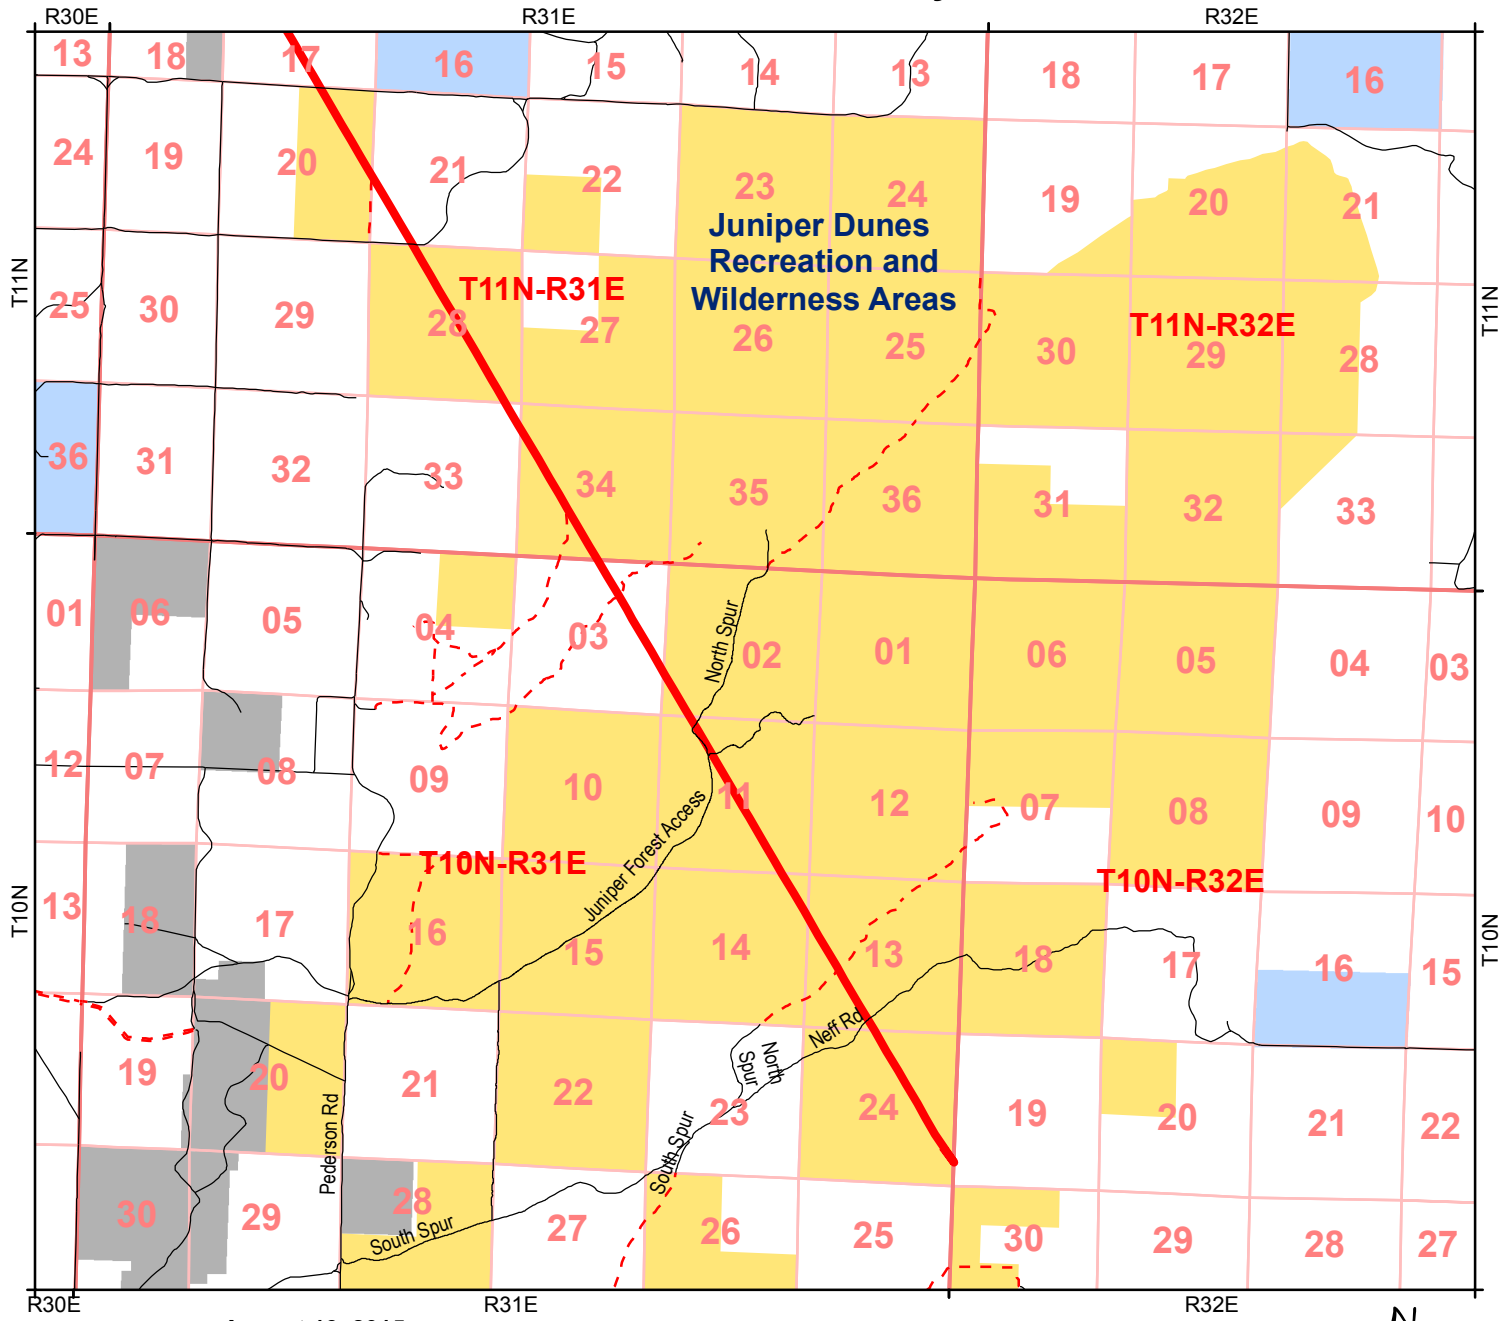 R30E R31E R32E
13 18 17 16 15 14 13 18 17 16
24 19 20 21 22 23 24 19 20 21
Juniper Dunes
Recreation and
Wilderness Areas
T11N T11N-R31E T11N-R32E T11N
25 30 29 28 27 26 25 30 29 28
36 31 32 33 34 35 36 31 32 33
01 06 05 04 03 02 01 06 05 04 03
North Spur
12 07 08 09 10 11 12 07 08 09 10
Juniper Forest Access
T10N-R31E T10N-R32E
T10N 13 18 17 16 15 14 13 18 17 16 15 T10N
Neff Rd
North
Spur
19 20 21 22 23 24 19 20 21 22
Pederson Rd
South Spur
30 29 28 27 26 25 30 29 28 27
South Spur
R30E R31E R32E